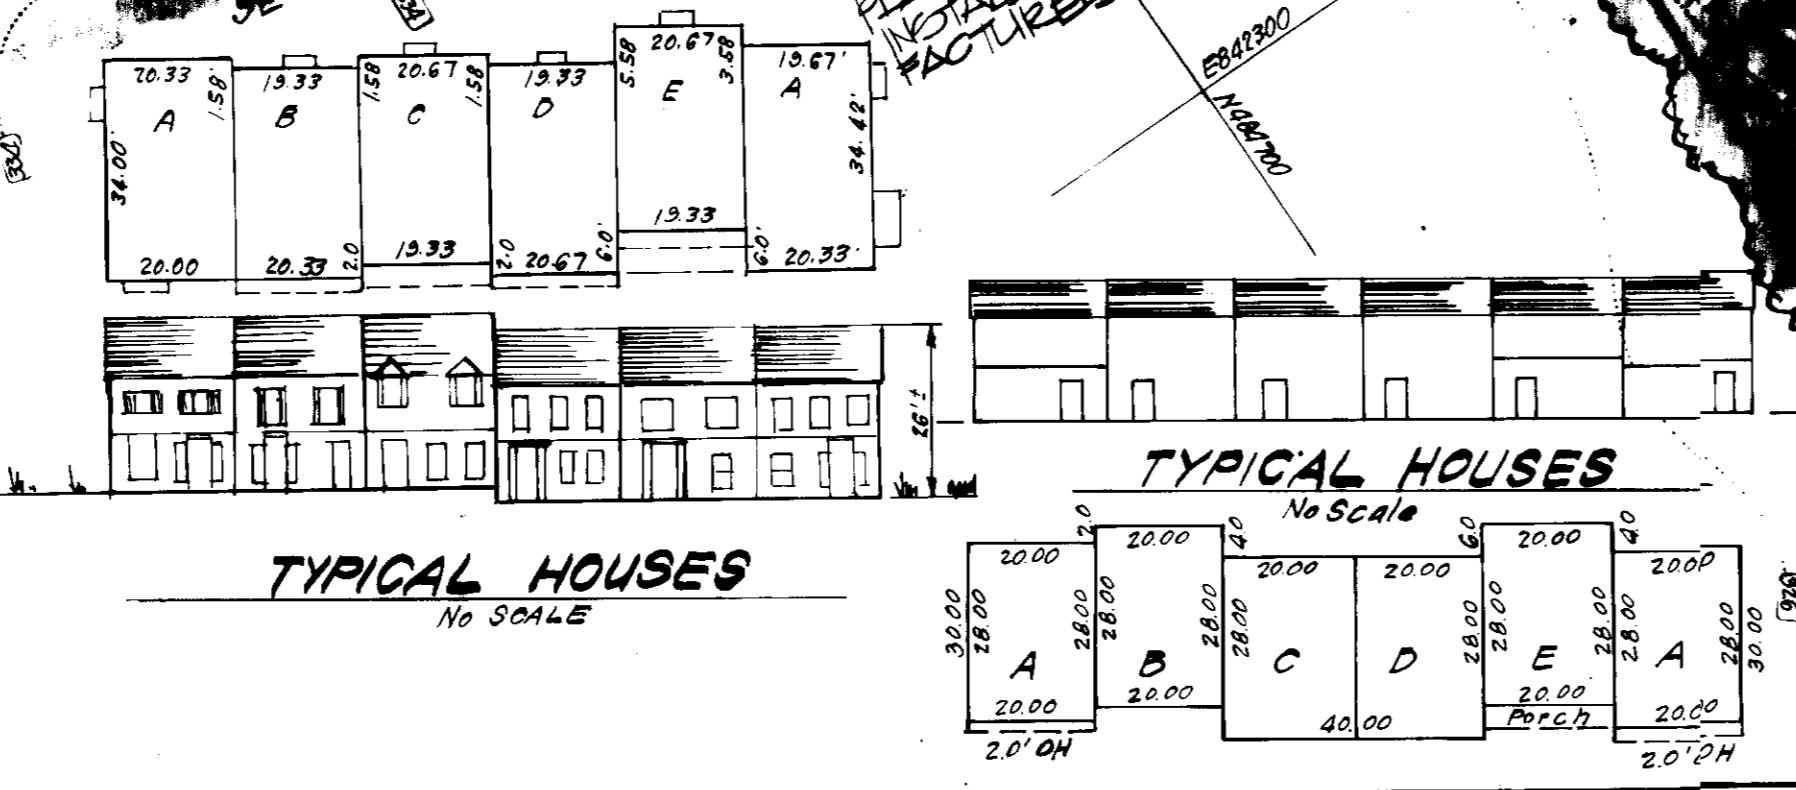 334
INSTAL
FACTURE
E842300
N484700
334
20.33 1.58' 19.33 1.58 20.67 1.58 19.33 5.58 20.67 3.58 19.67'
A B C D E A
34.00 34.42'
19.33
20.00 20.33 2.0 19.33 2.0 20.67 6.0' 6.0' 20.33'
26'±
TYPICAL HOUSES
No SCALE
TYPICAL HOUSES
No Scale
2.0 4.0 6.0 4.0
20.00 20.00 20.00 20.00 20.00 20.00
30.00 28.00 28.00 28.00 28.00 28.00 28.00 28.00 28.00 28.00 28.00 30.00
A B C D E A
20.00 20.00 40.00 20.00 20.00
Porch
2.0' OH 2.0' OH
926